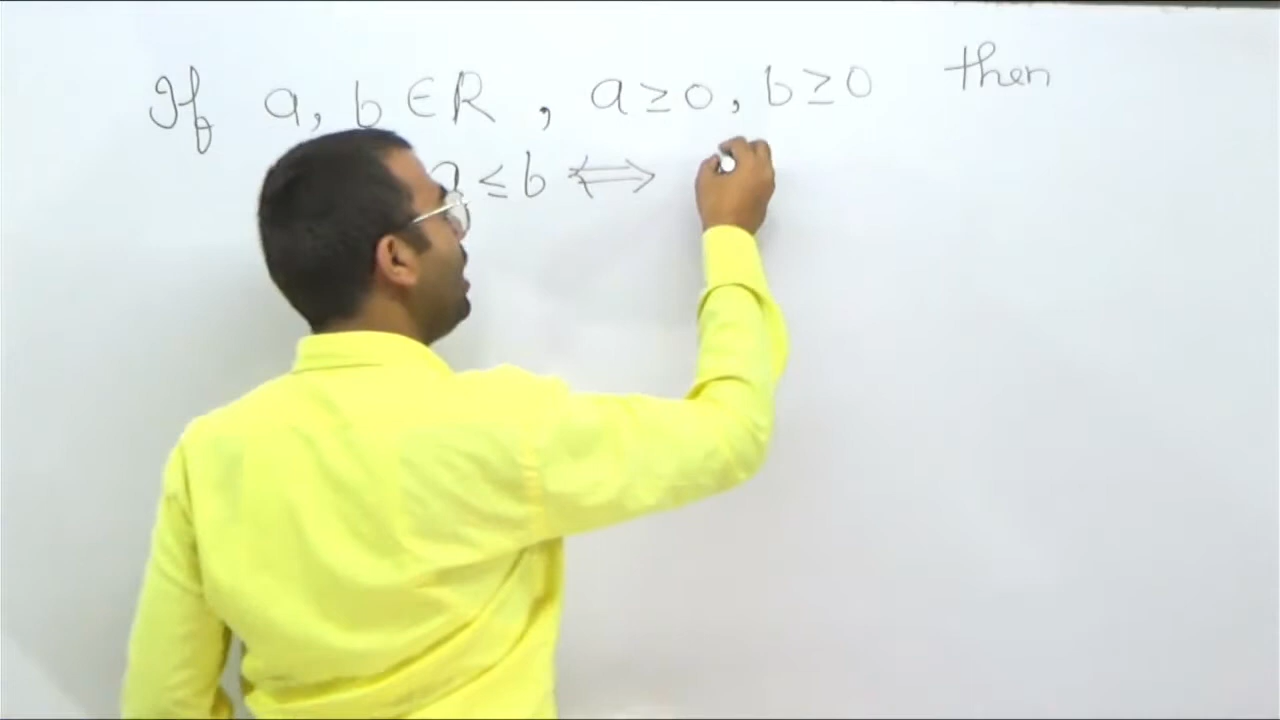 If a, b ∈ R , a ≥ 0 , b ≥ 0 then
a ≤ b ⟺